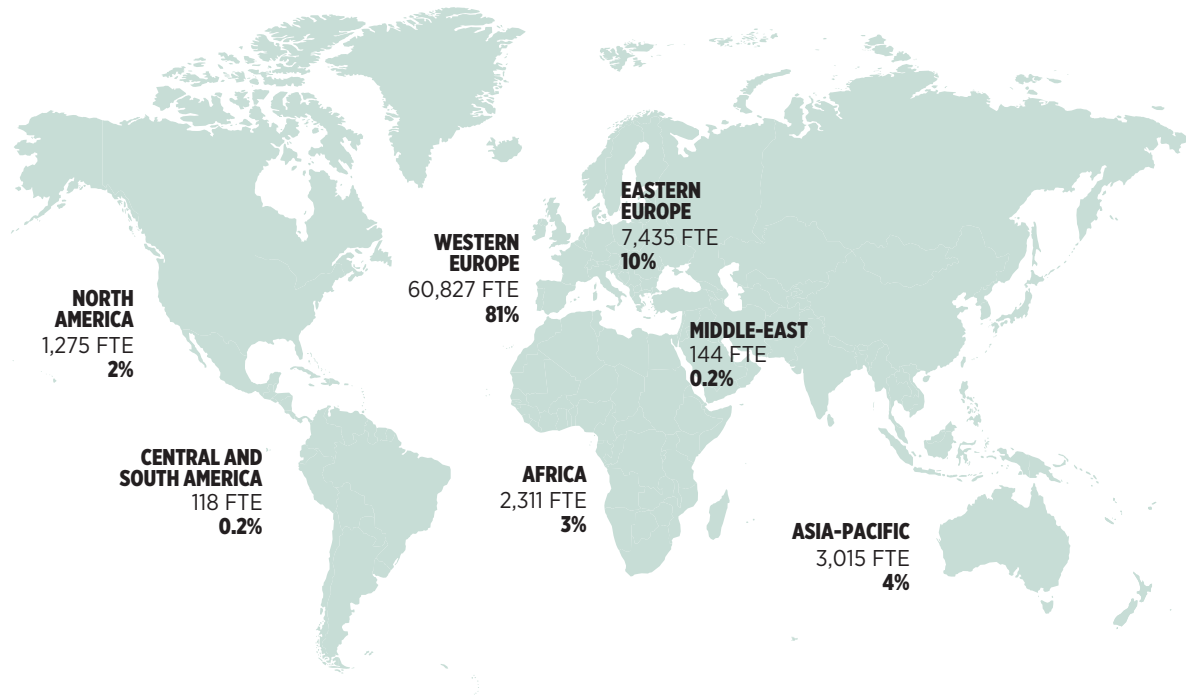 EASTERN
EUROPE
7,435 FTE
10%
WESTERN
EUROPE
60,827 FTE
81%
NORTH
AMERICA
1,275 FTE
2%
MIDDLE-EAST
144 FTE
0.2%
CENTRAL AND
SOUTH AMERICA
118 FTE
0.2%
AFRICA
2,311 FTE
3%
ASIA-PACIFIC
3,015 FTE
4%